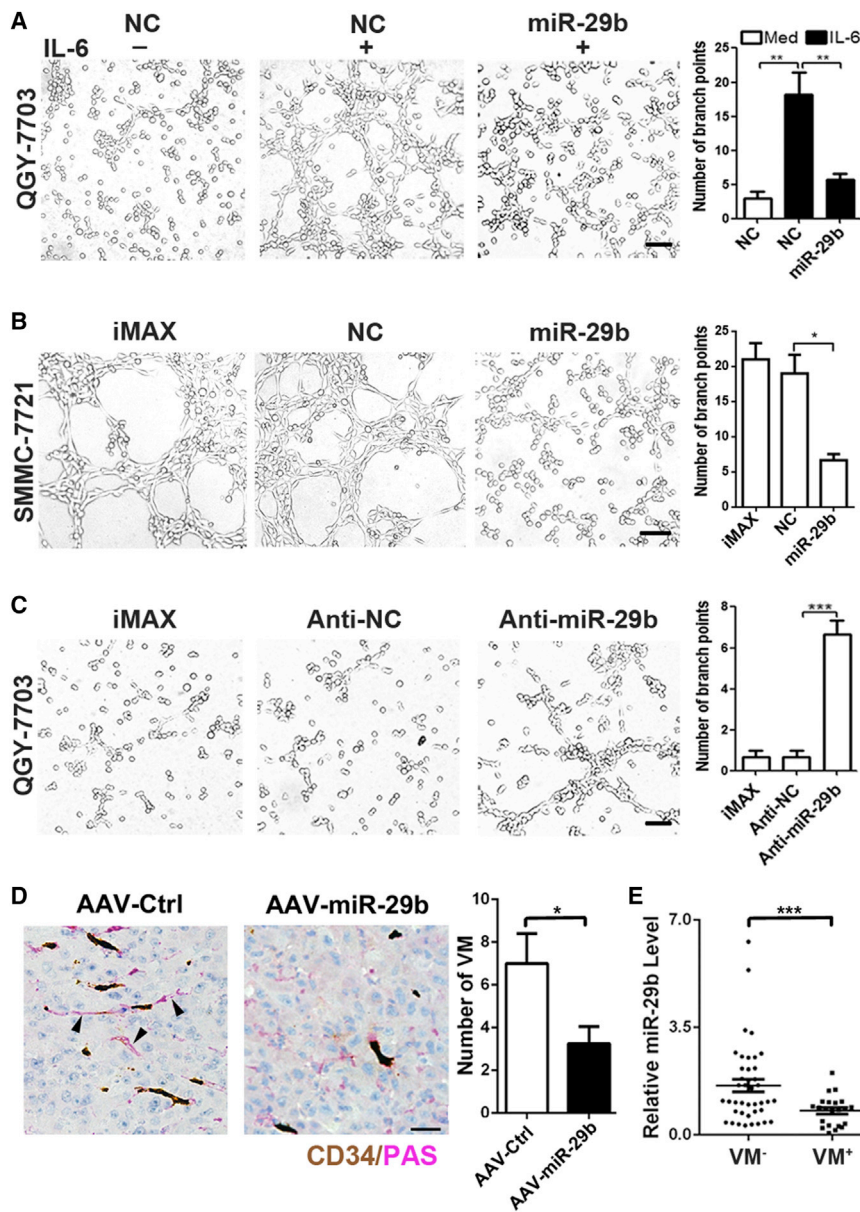 A
NC NC miR-29b
IL-6 − + +
QGY-7703
Med IL-6
** **
Number of branch points
25
20
15
10
5
0
NC NC miR-29b
B
iMAX NC miR-29b
SMMC-7721
*
Number of branch points
25
20
15
10
5
0
iMAX NC miR-29b
C
iMAX Anti-NC Anti-miR-29b
QGY-7703
***
Number of branch points
8
6
4
2
0
iMAX Anti-NC Anti-miR-29b
D
AAV-Ctrl AAV-miR-29b
CD34/PAS
*
Number of VM
10
8
6
4
2
0
AAV-Ctrl AAV-miR-29b
E
***
Relative miR-29b Level
7.0
3.5
0.0
VM- VM+